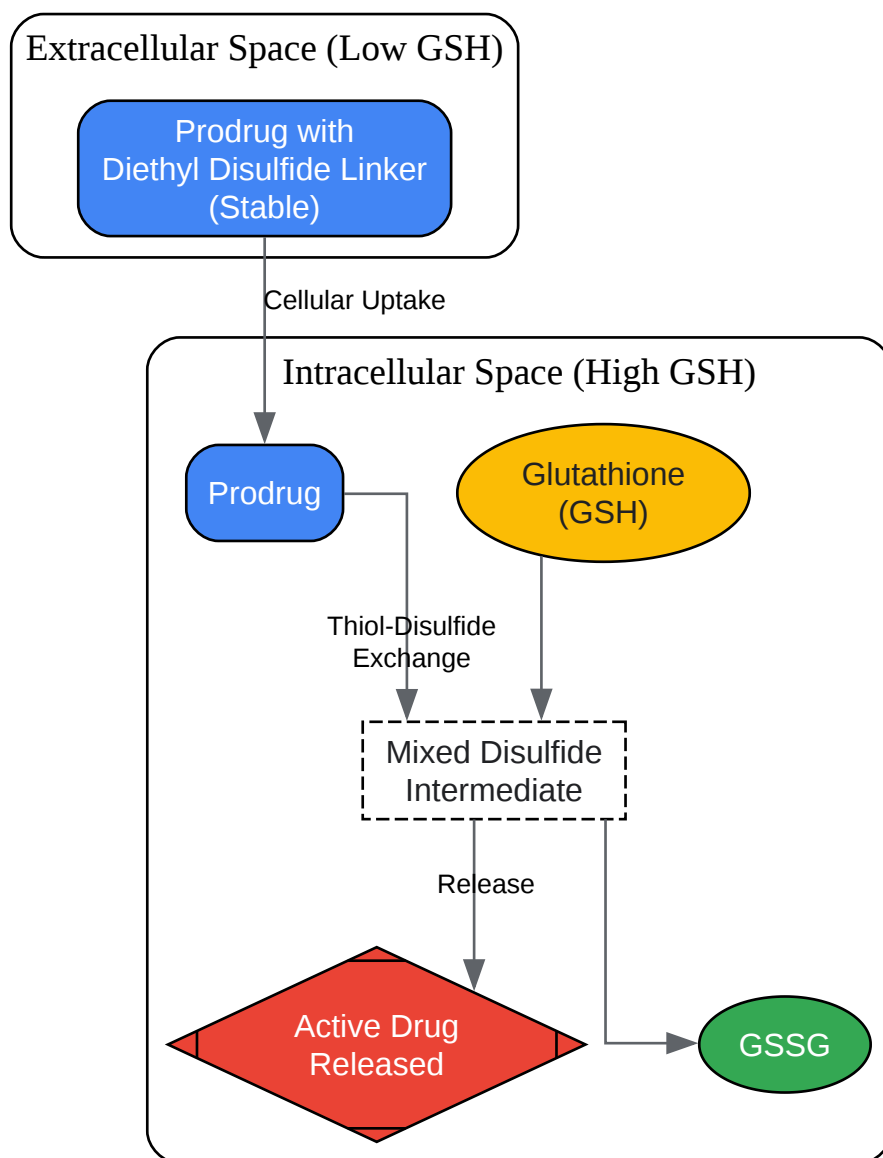 Extracellular Space (Low GSH)
Prodrug with
Diethyl Disulfide Linker
(Stable)
Cellular Uptake
Intracellular Space (High GSH)
Prodrug
Glutathione
(GSH)
Thiol-Disulfide
Exchange
Mixed Disulfide
Intermediate
Release
Active Drug
Released
GSSG